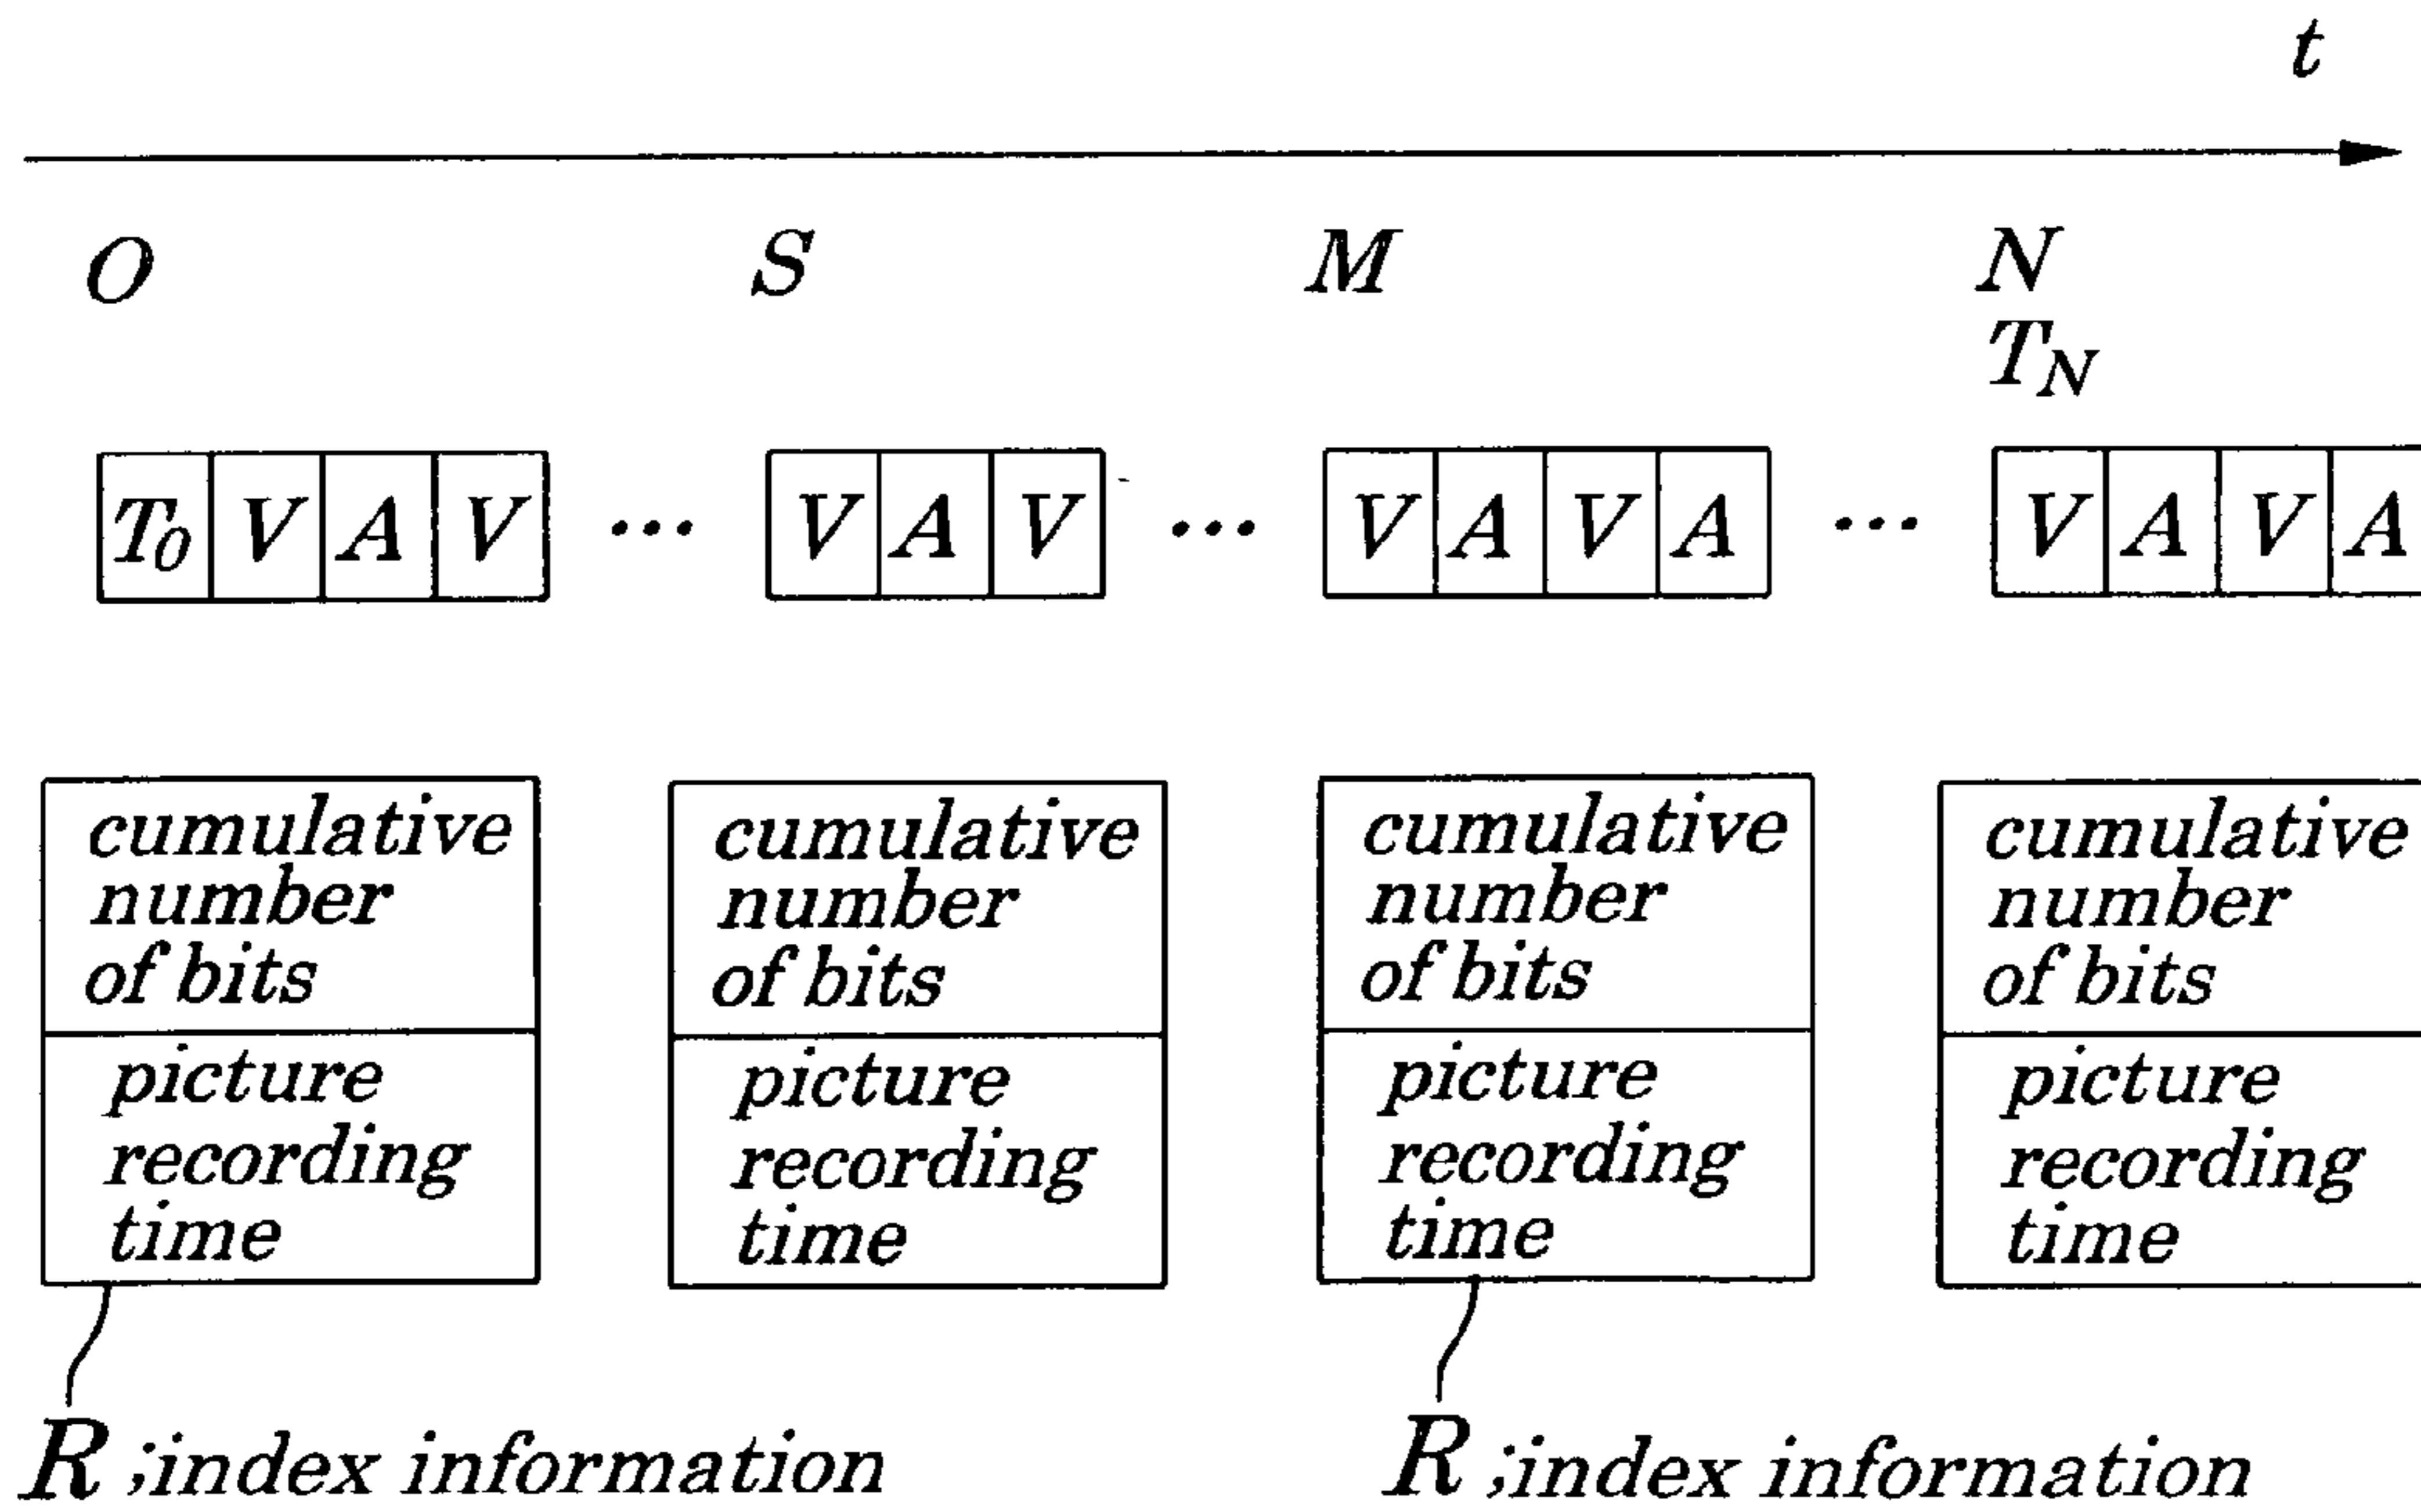 t
O S M N
T_N
T_0 V A V ... V A V ... V A V A ... V A V A
cumulative cumulative cumulative cumulative
number number number number
of bits of bits of bits of bits
picture picture picture picture
recording recording recording recording
time time time time
R ;index information R ;index information